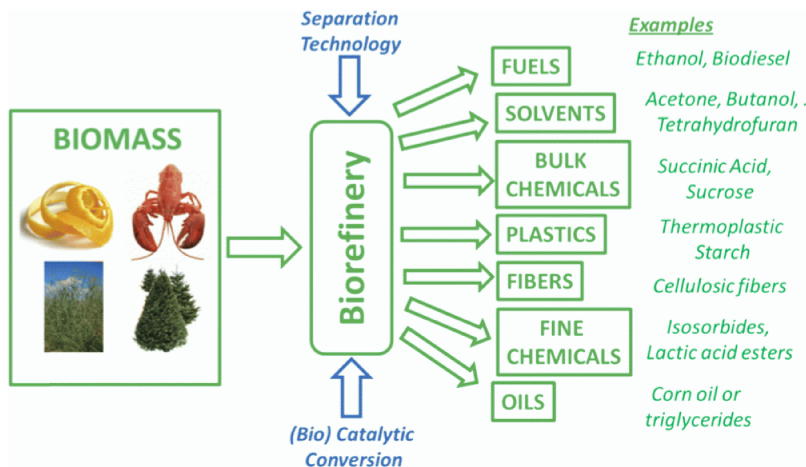 Separation
Technology
Examples
BIOMASS
Biorefinery
FUELS
Ethanol, Biodiesel
SOLVENTS
Acetone, Butanol, .
Tetrahydrofuran
BULK
CHEMICALS
Succinic Acid,
Sucrose
PLASTICS
Thermoplastic
Starch
FIBERS
Cellulosic fibers
FINE
CHEMICALS
Isosorbides,
Lactic acid esters
OILS
Corn oil or
triglycerides
(Bio) Catalytic
Conversion